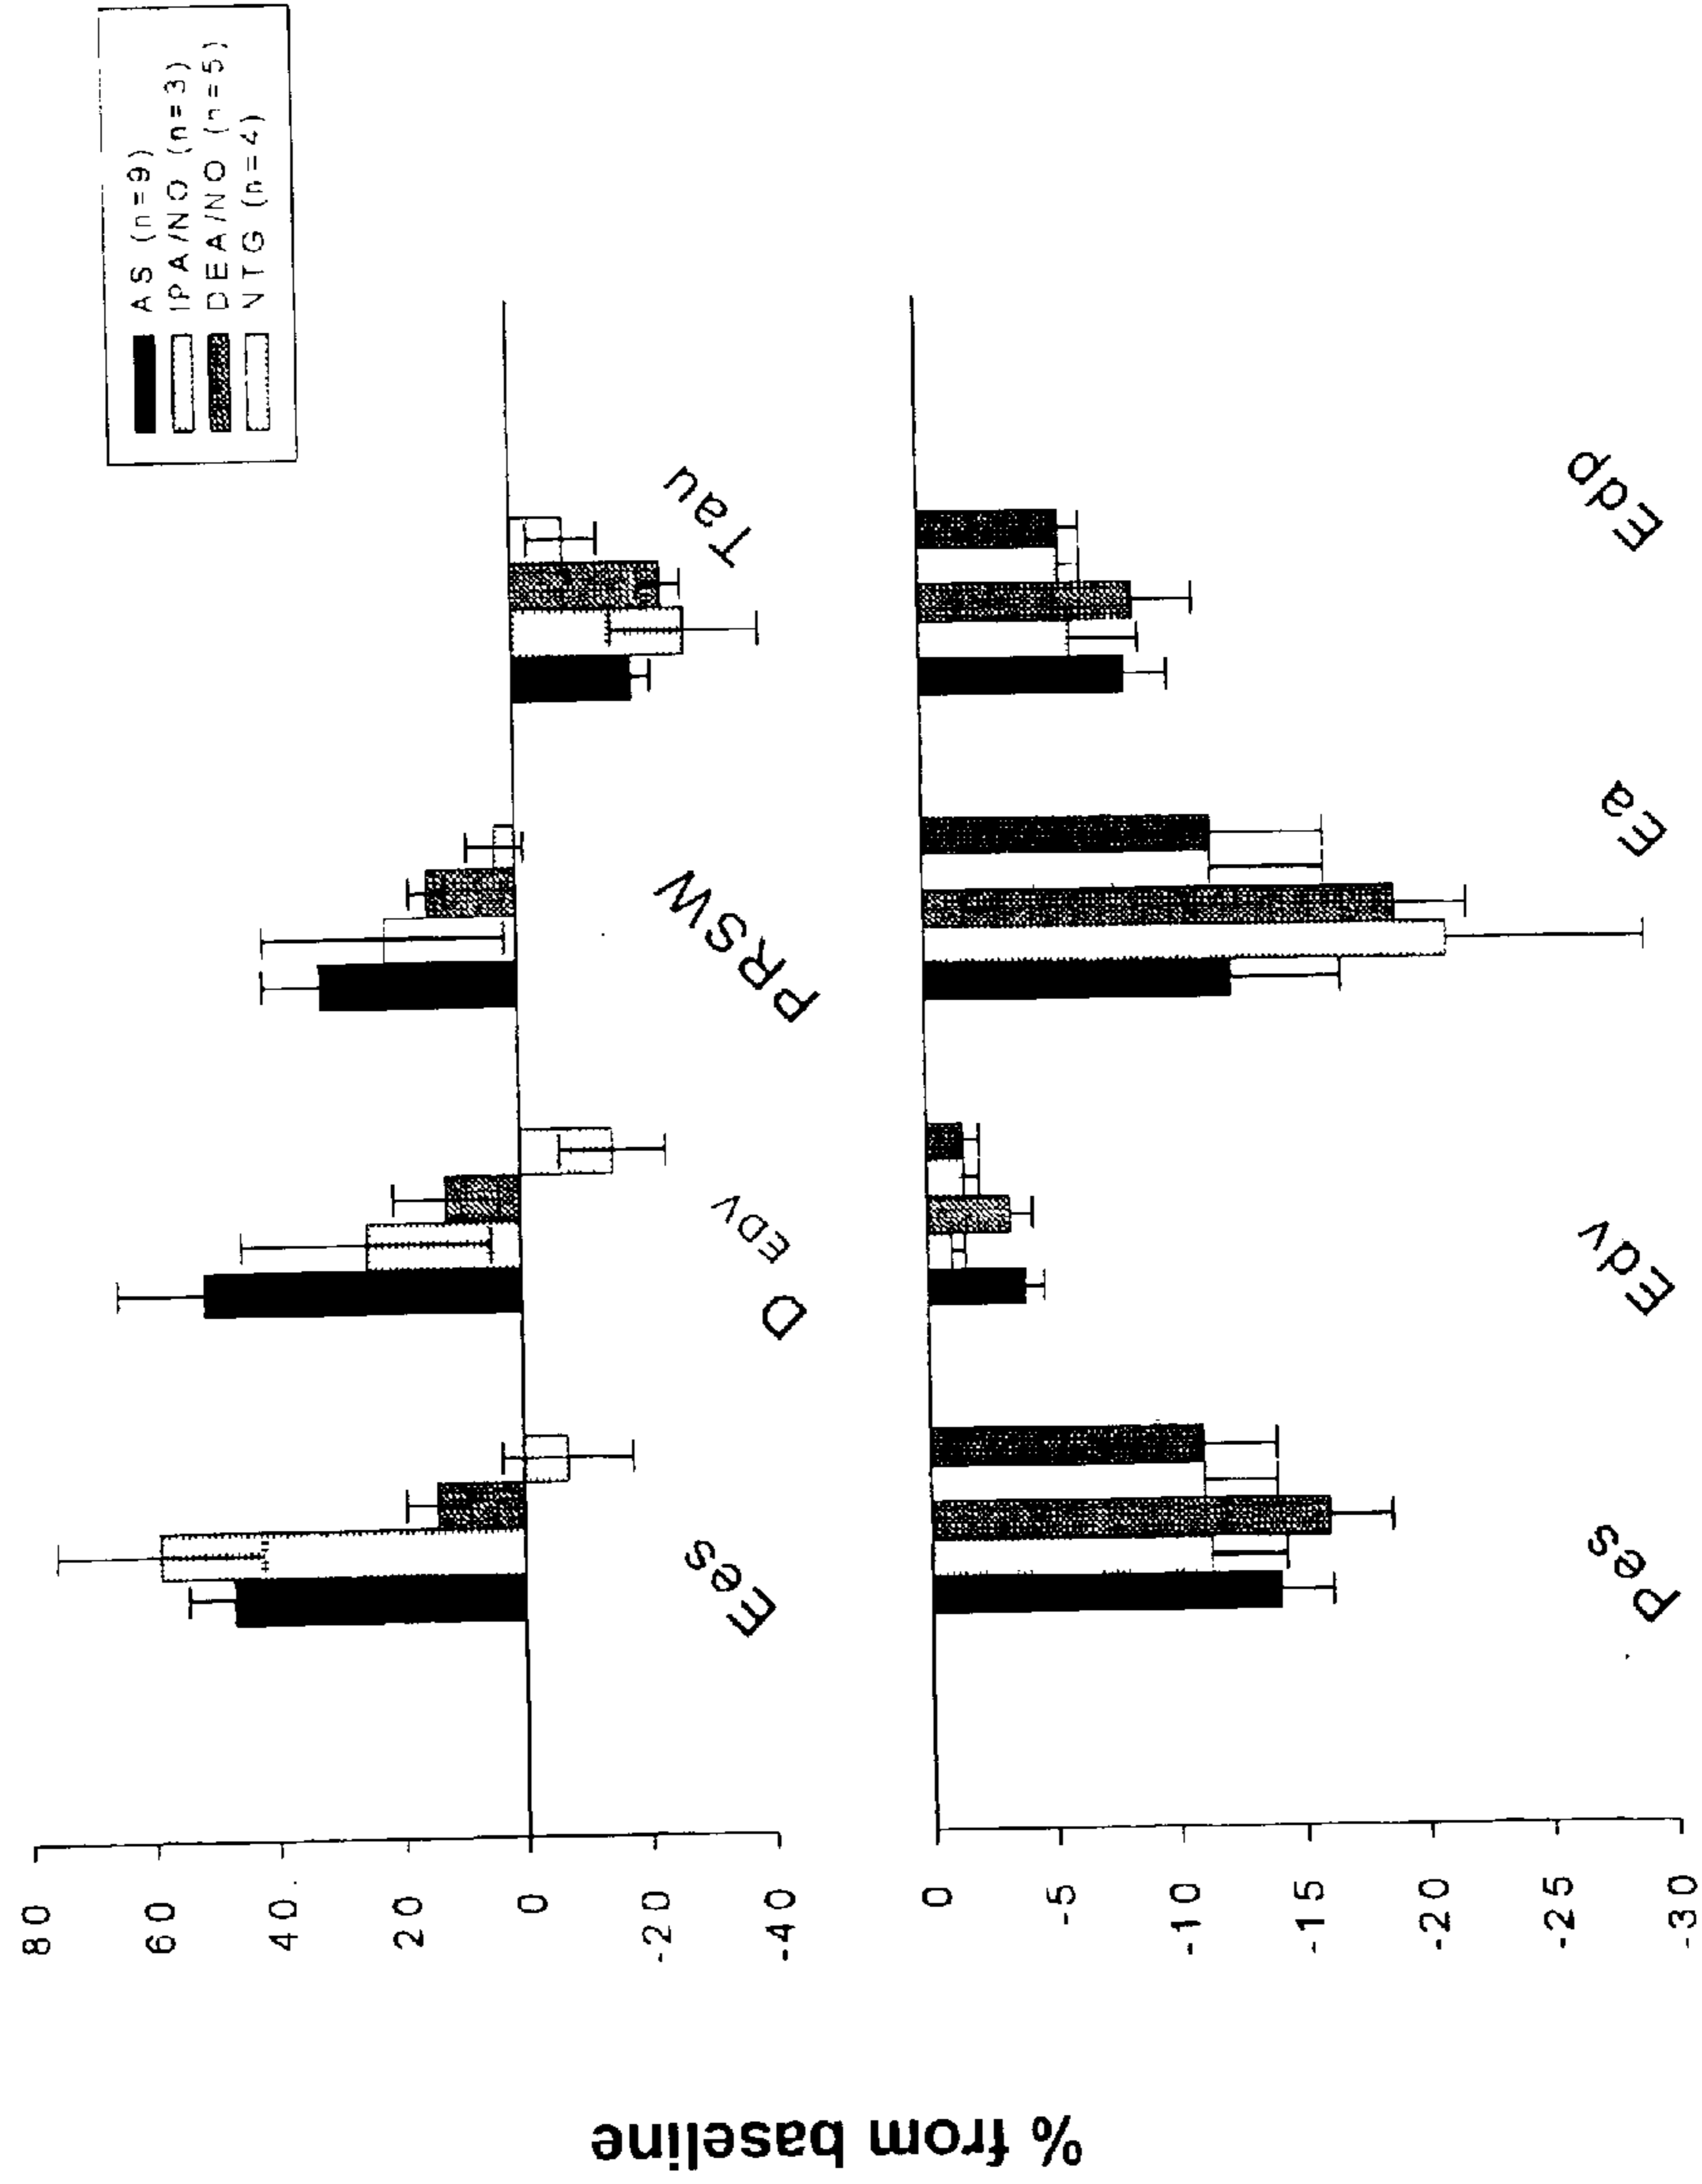 AS (n=9)
IPA/NO (n=3)
DEA/NO (n=5)
NTG (n=4)
80
60
40
20
0
-20
-40
Ees
D EDV
PRSW
Tau
% from baseline
0
-5
-10
-15
-20
-25
-30
Pes
Edv
Ea
Edp